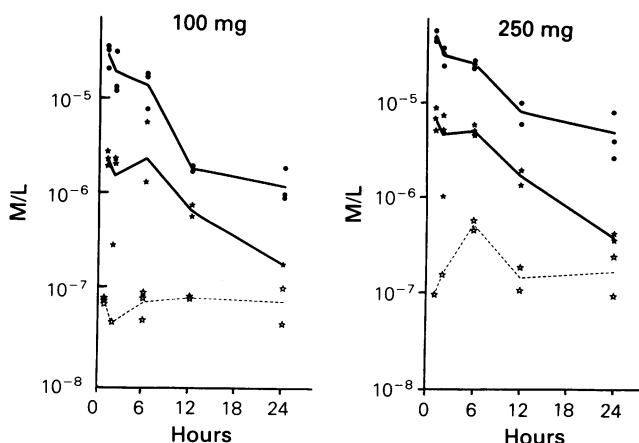 100 mg
M/L
10⁻⁵
10⁻⁶
10⁻⁷
10⁻⁸
0 6 12 18 24
Hours
250 mg
M/L
10⁻⁵
10⁻⁶
10⁻⁷
10⁻⁸
0 6 12 18 24
Hours